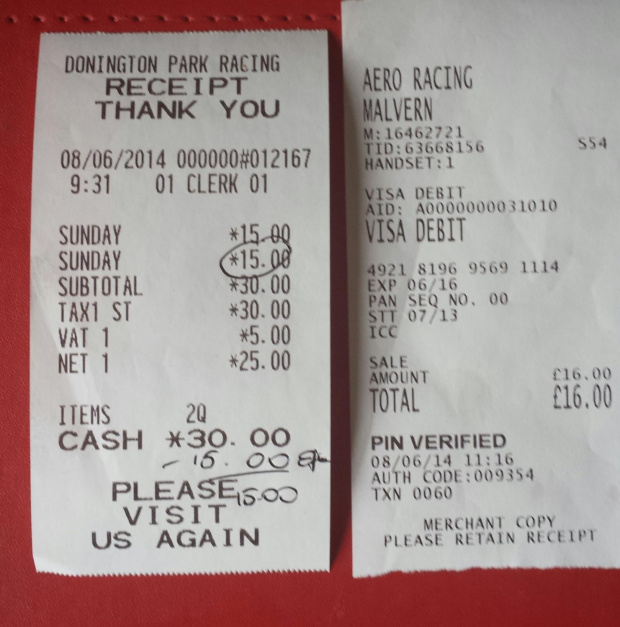 DONINGTON PARK RACING
RECEIPT
THANK YOU
08/06/2014 000000#012167
9:31 01 CLERK 01
SUNDAY *15.00
SUNDAY *15.00
SUBTOTAL *30.00
TAX1 ST *30.00
VAT 1 *5.00
NET 1 *25.00
ITEMS 2Q
CASH *30.00
- 15.00
PLEASE 15.00
VISIT
US AGAIN
AERO RACING
MALVERN
M:16462721
TID:63668156 S54
HANDSET:1
VISA DEBIT
AID: A0000000031010
VISA DEBIT
4921 8196 9569 1114
EXP 06/16
PAN SEQ NO. 00
STT 07/13
ICC
SALE
AMOUNT £16.00
TOTAL £16.00
PIN VERIFIED
08/06/14 11:16
AUTH CODE:009354
TXN 0060
MERCHANT COPY
PLEASE RETAIN RECEIPT